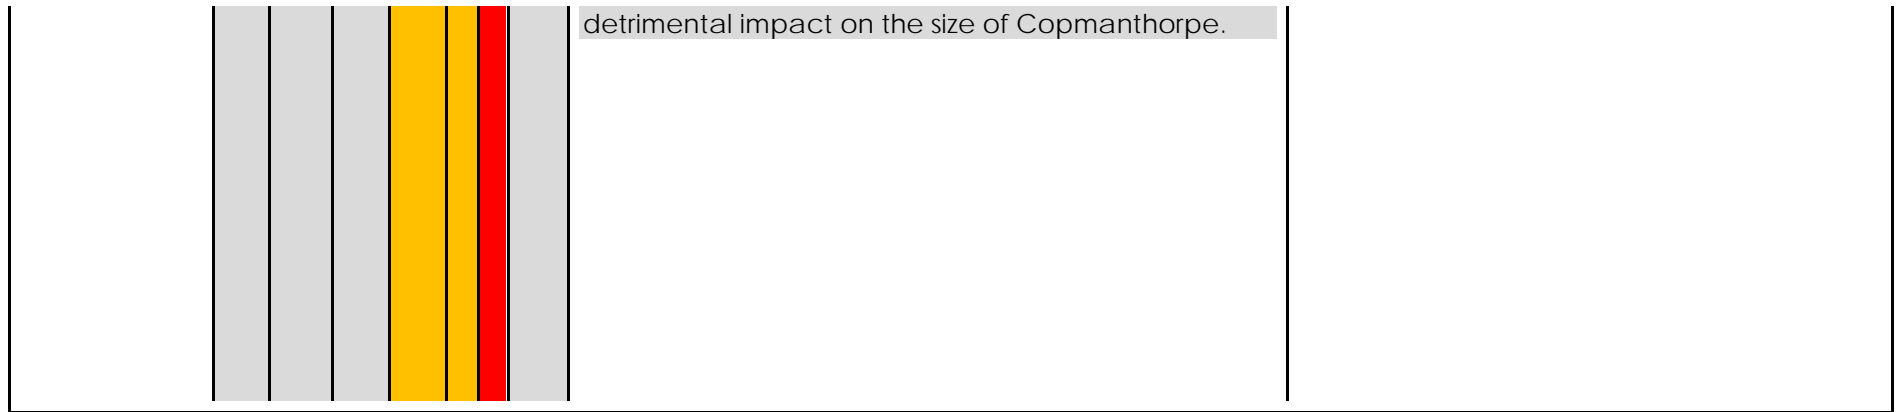 detrimental impact on the size of Copmanthorpe.